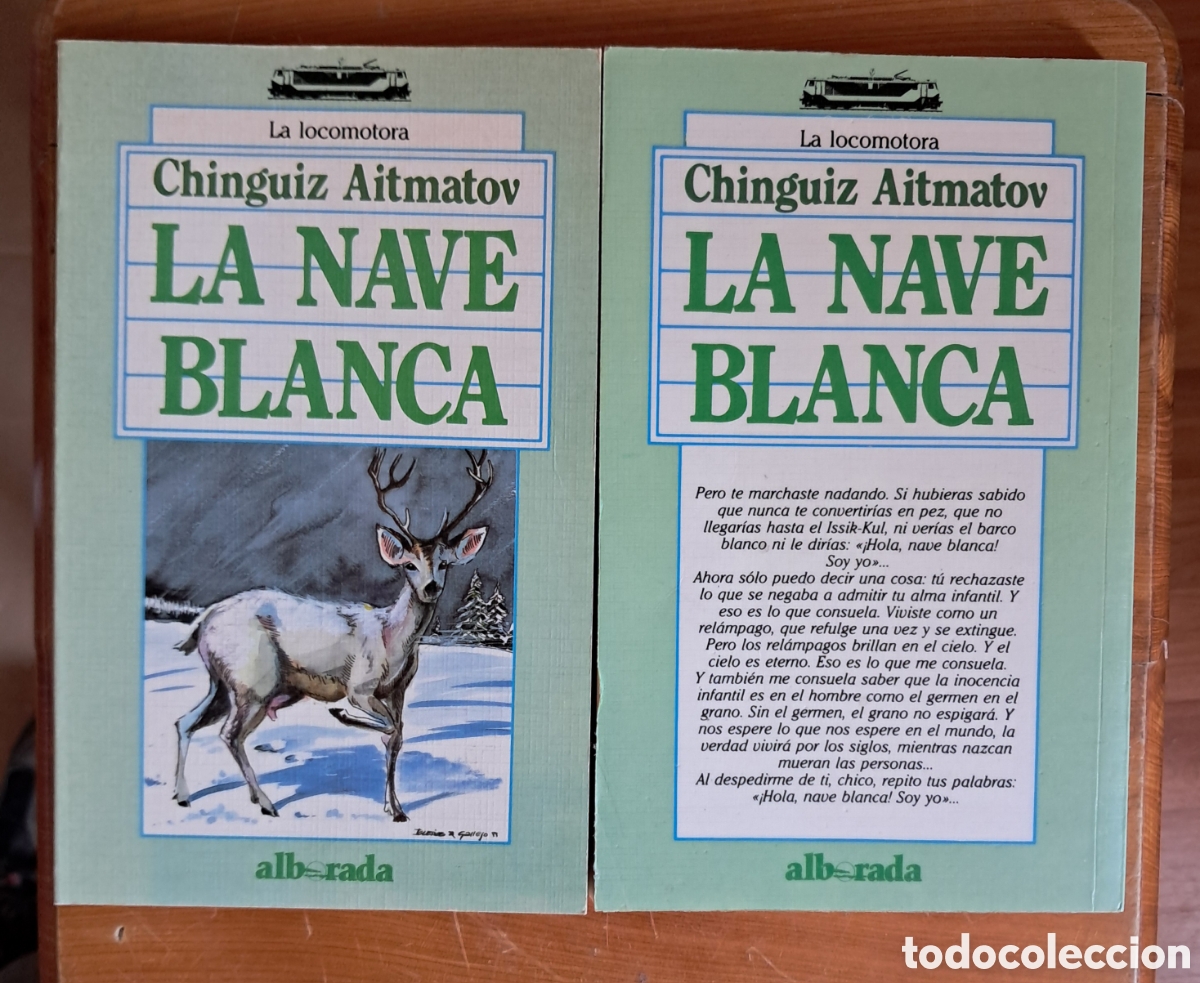 La locomotora
Chinguiz Aitmatov
LA NAVE
BLANCA
alborada
La locomotora
Chinguiz Aitmatov
LA NAVE
BLANCA
Pero te marchaste nadando. Si hubieras sabido
que nunca te convertirías en pez, que no
llegarías hasta el Issik-Kul, ni verías el barco
blanco ni le dirías: «¡Hola, nave blanca!
Soy yo»...
Ahora sólo puedo decir una cosa: tú rechazaste
lo que se negaba a admitir tu alma infantil. Y
eso es lo que consuela. Viviste como un
relámpago, que refulge una vez y se extingue.
Pero los relámpagos brillan en el cielo. Y el
cielo es eterno. Eso es lo que me consuela.
Y también me consuela saber que la inocencia
infantil es en el hombre como el germen en el
grano. Sin el germen, el grano no espigará. Y
nos espere lo que nos espere en el mundo, la
verdad vivirá por los siglos, mientras nazcan
mueran las personas...
Al despedirme de ti, chico, repito tus palabras:
«¡Hola, nave blanca! Soy yo»...
alborada
todocoleccion